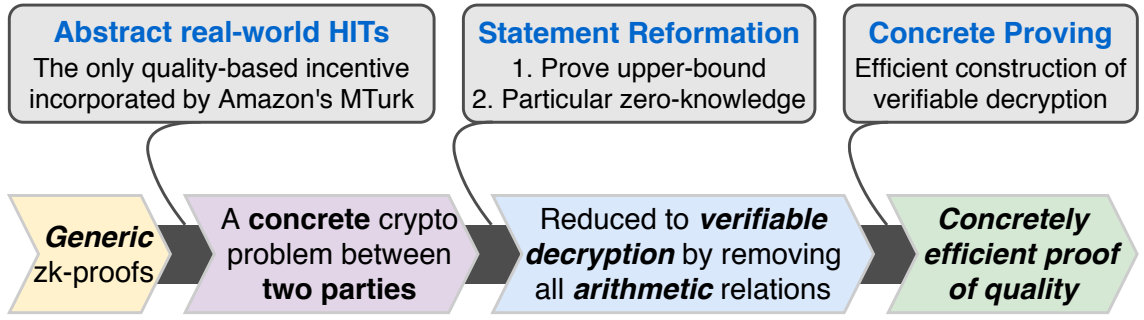 Abstract real-world HITs
The only quality-based incentive
incorporated by Amazon's MTurk
Statement Reformation
1. Prove upper-bound
2. Particular zero-knowledge
Concrete Proving
Efficient construction of
verifiable decryption
Generic
zk-proofs
A concrete crypto
problem between
two parties
Reduced to verifiable
decryption by removing
all arithmetic relations
Concretely
efficient proof
of quality